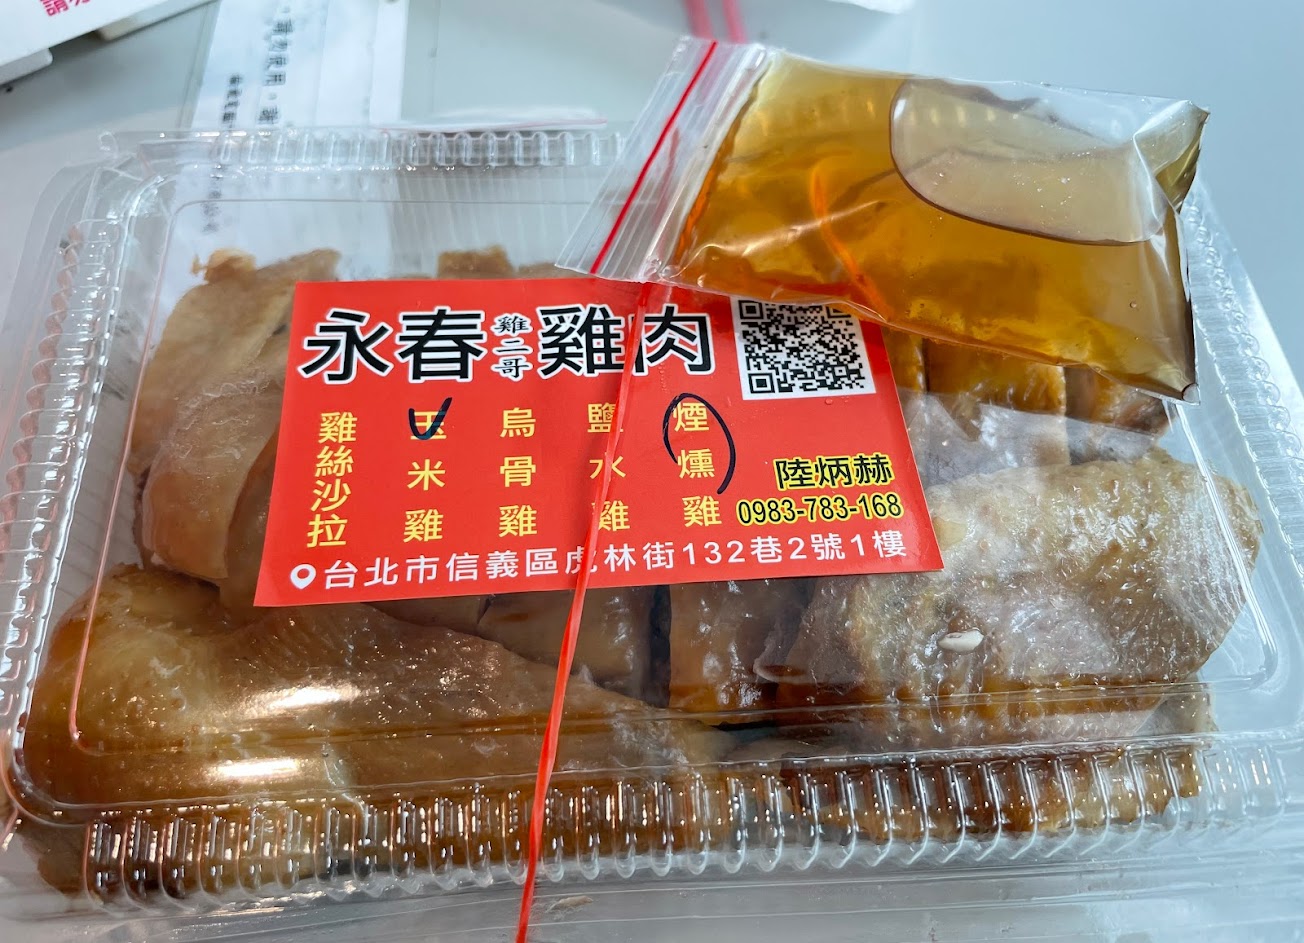 請勿
永春雞二哥雞肉
雞絲沙拉
玉米雞
烏骨雞
鹽水雞
煙燻雞
陸炳赫
0983-783-168
台北市信義區虎林街132巷2號1樓